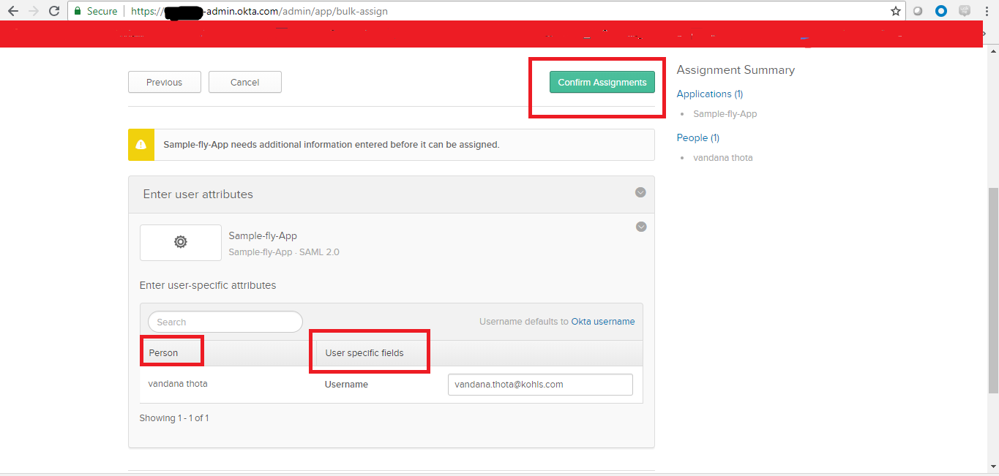 Secure
https://
-admin.okta.com/admin/app/bulk-assign
Previous
Cancel
Confirm Assignments
Assignment Summary
Applications (1)
Sample-fly-App
People (1)
vandana thota
Sample-fly-App needs additional information entered before it can be assigned.
Enter user attributes
Sample-fly-App
Sample-fly-App · SAML 2.0
Enter user-specific attributes
Search
Username defaults to Okta username
Person
User specific fields
vandana thota
Username
vandana.thota@kohls.com
Showing 1 - 1 of 1